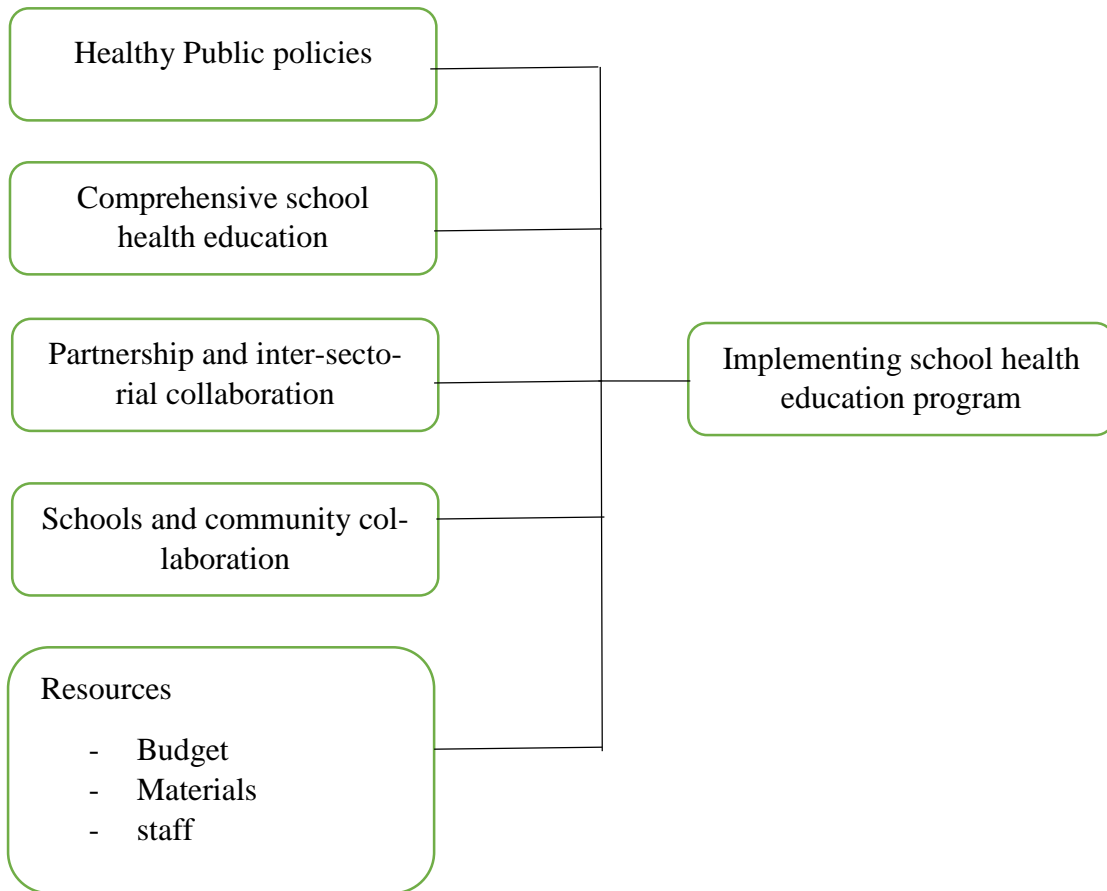 Healthy Public policies
Comprehensive school
health education
Partnership and inter-secto-
rial collaboration
Implementing school health
education program
Schools and community col-
laboration
Resources
- Budget
- Materials
- staff